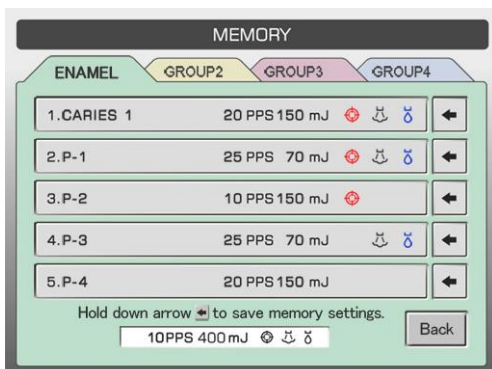 MEMORY
ENAMEL GROUP2 GROUP3 GROUP4
1.CARIES 1 20 PPS 150 mJ
2.P-1 25 PPS 70 mJ
3.P-2 10 PPS 150 mJ
4.P-3 25 PPS 70 mJ
5.P-4 20 PPS 150 mJ
Hold down arrow to save memory settings.
10PPS 400 mJ
Back